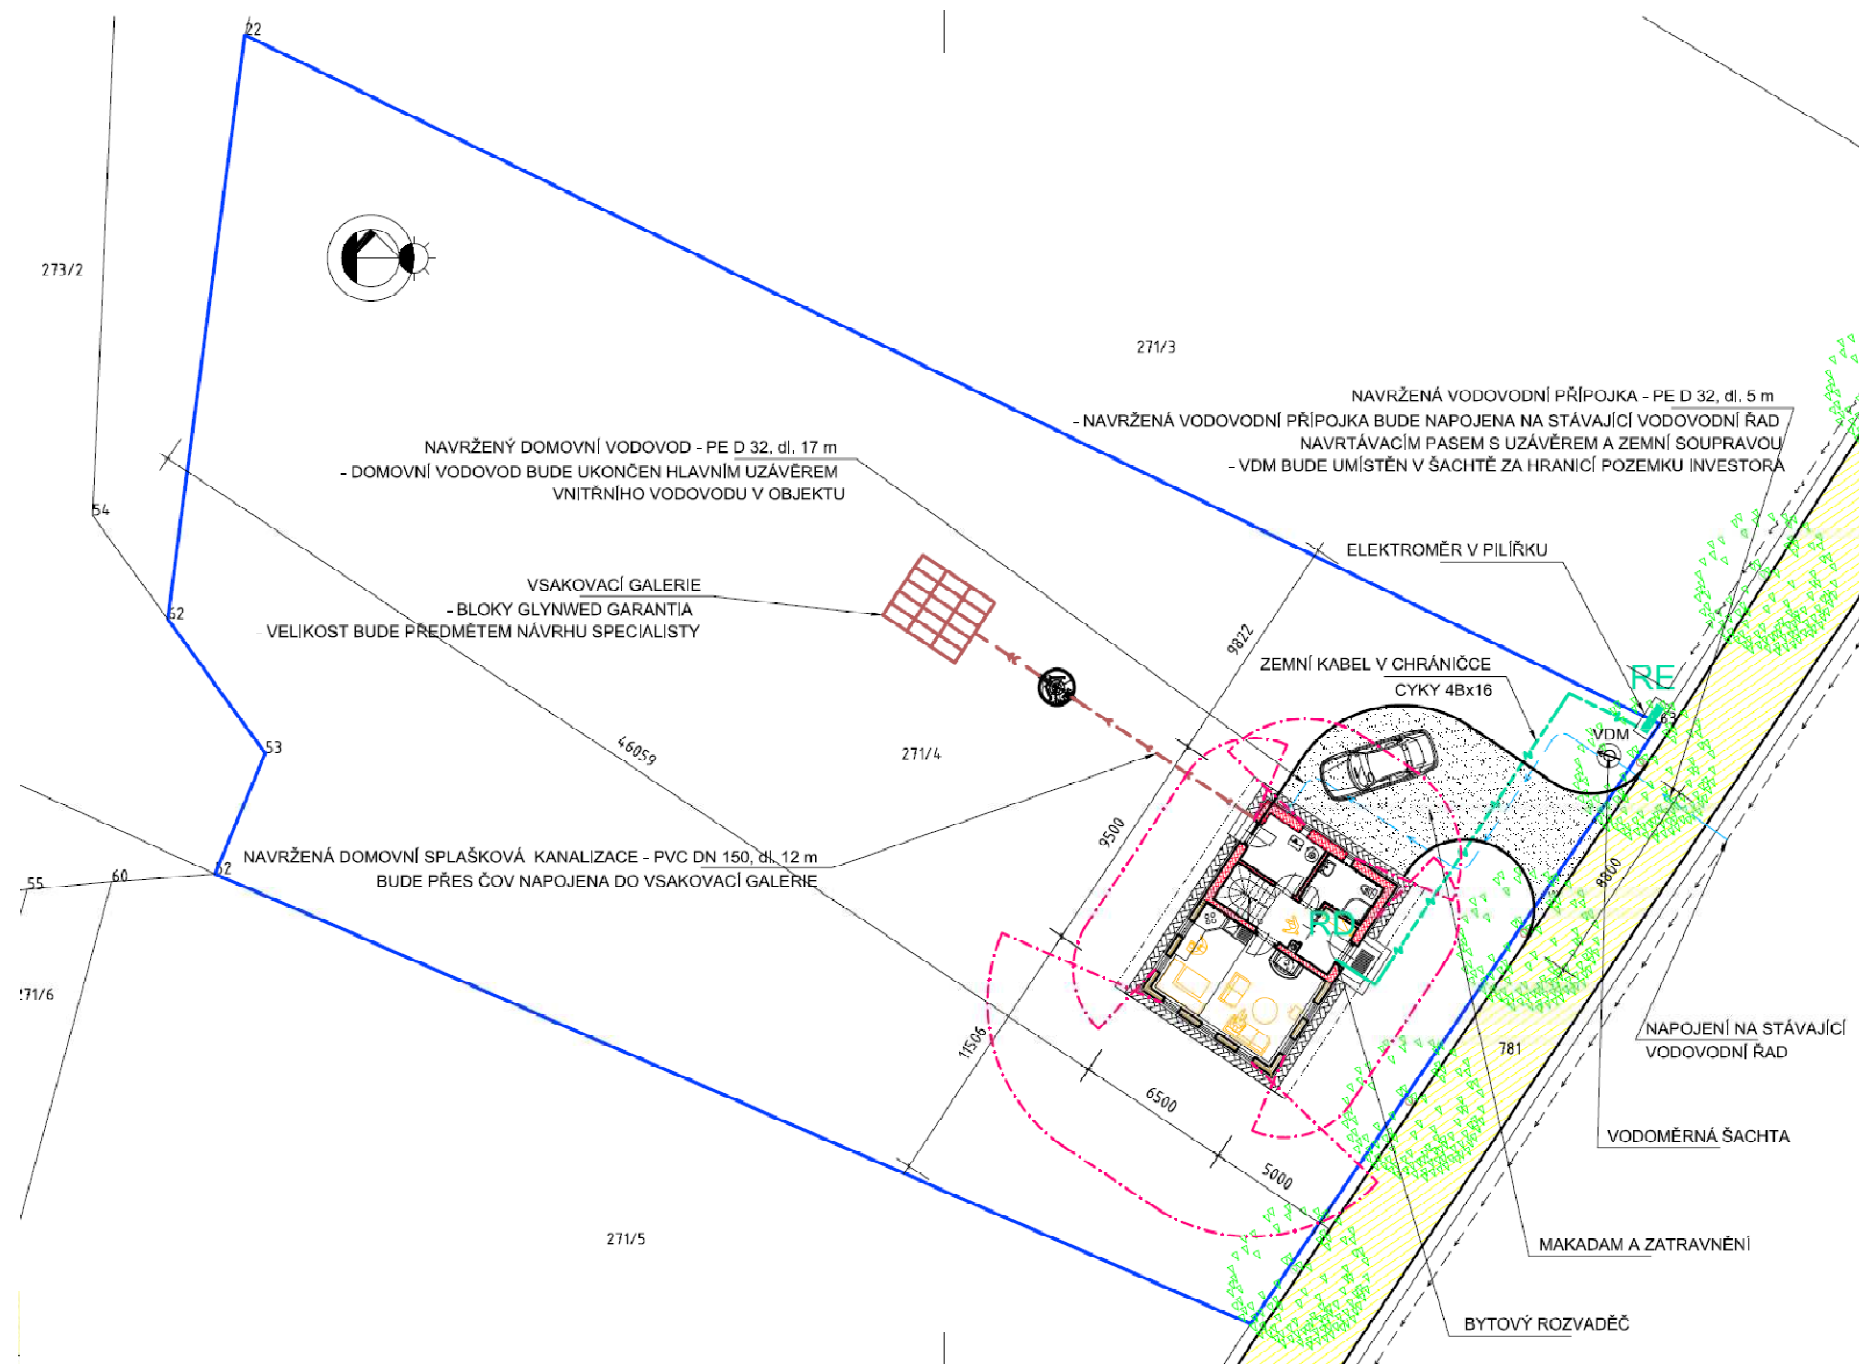 22
273/2
271/3
NAVRŽENÁ VODOVODNÍ PŘÍPOJKA - PE D 32, dl. 5 m
- NAVRŽENÁ VODOVODNÍ PŘÍPOJKA BUDE NAPOJENA NA STÁVAJÍCÍ VODOVODNÍ ŘAD
NAVRTÁVACÍM PASEM S UZÁVĚREM A ZEMNÍ SOUPRAVOU
- VDM BUDE UMÍSTĚN V ŠACHTĚ ZA HRANICÍ POZEMKU INVESTORA
NAVRŽENÝ DOMOVNÍ VODOVOD - PE D 32, dl. 17 m
- DOMOVNÍ VODOVOD BUDE UKONČEN HLAVNÍM UZÁVĚREM
VNITŘNÍHO VODOVODU V OBJEKTU
54
ELEKTROMĚR V PILÍŘKU
VSAKOVACÍ GALERIE
- BLOKY GLYNWED GARANTIA
- VELIKOST BUDE PŘEDMĚTEM NÁVRHU SPECIALISTY
62
9822
ZEMNÍ KABEL V CHRÁNIČCE
CYKY 4Bx16
RE
63
VDM
53
46059
271/4
9500
8800
NAVRŽENÁ DOMOVNÍ SPLAŠKOVÁ KANALIZACE - PVC DN 150, dl. 12 m
BUDE PŘES ČOV NAPOJENA DO VSAKOVACÍ GALERIE
52
60
55
RD
271/6
11506
781
NAPOJENÍ NA STÁVAJÍCÍ
VODOVODNÍ ŘAD
6500
5000
VODOMĚRNÁ ŠACHTA
271/5
MAKADAM A ZATRAVNĚNÍ
BYTOVÝ ROZVADĚČ